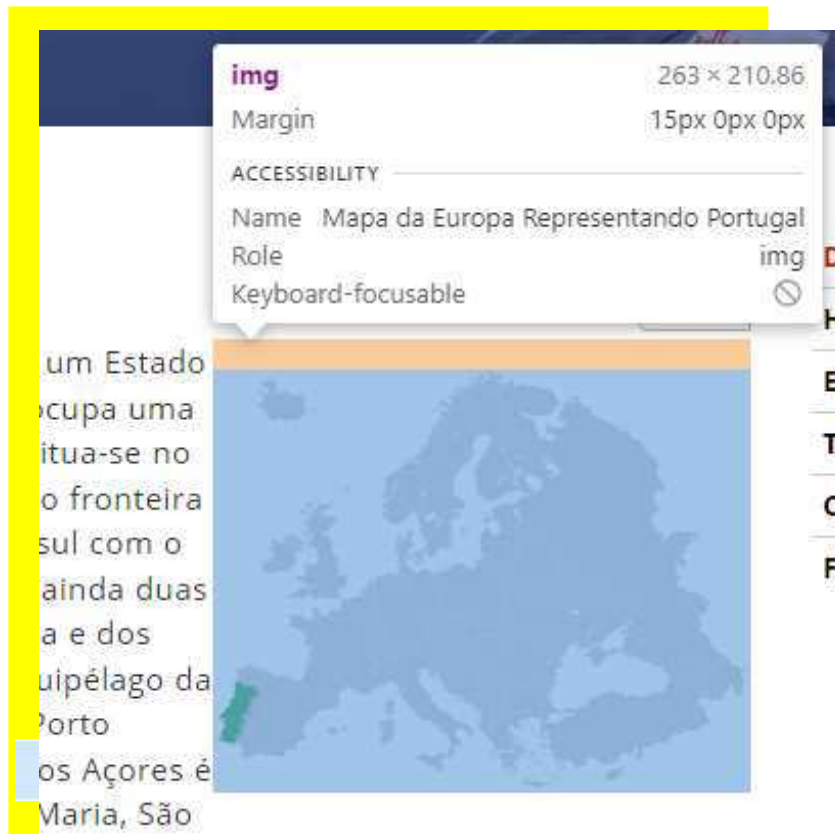 img 263 × 210.86
Margin 15px 0px 0px
ACCESSIBILITY
Name Mapa da Europa Representando Portugal
Role img
Keyboard-focusable
um Estado
ocupa uma
itua-se no
o fronteira
sul com o
ainda duas
a e dos
uipélago da
Porto
os Açores é
Maria, São
D
H
E
T
C
F